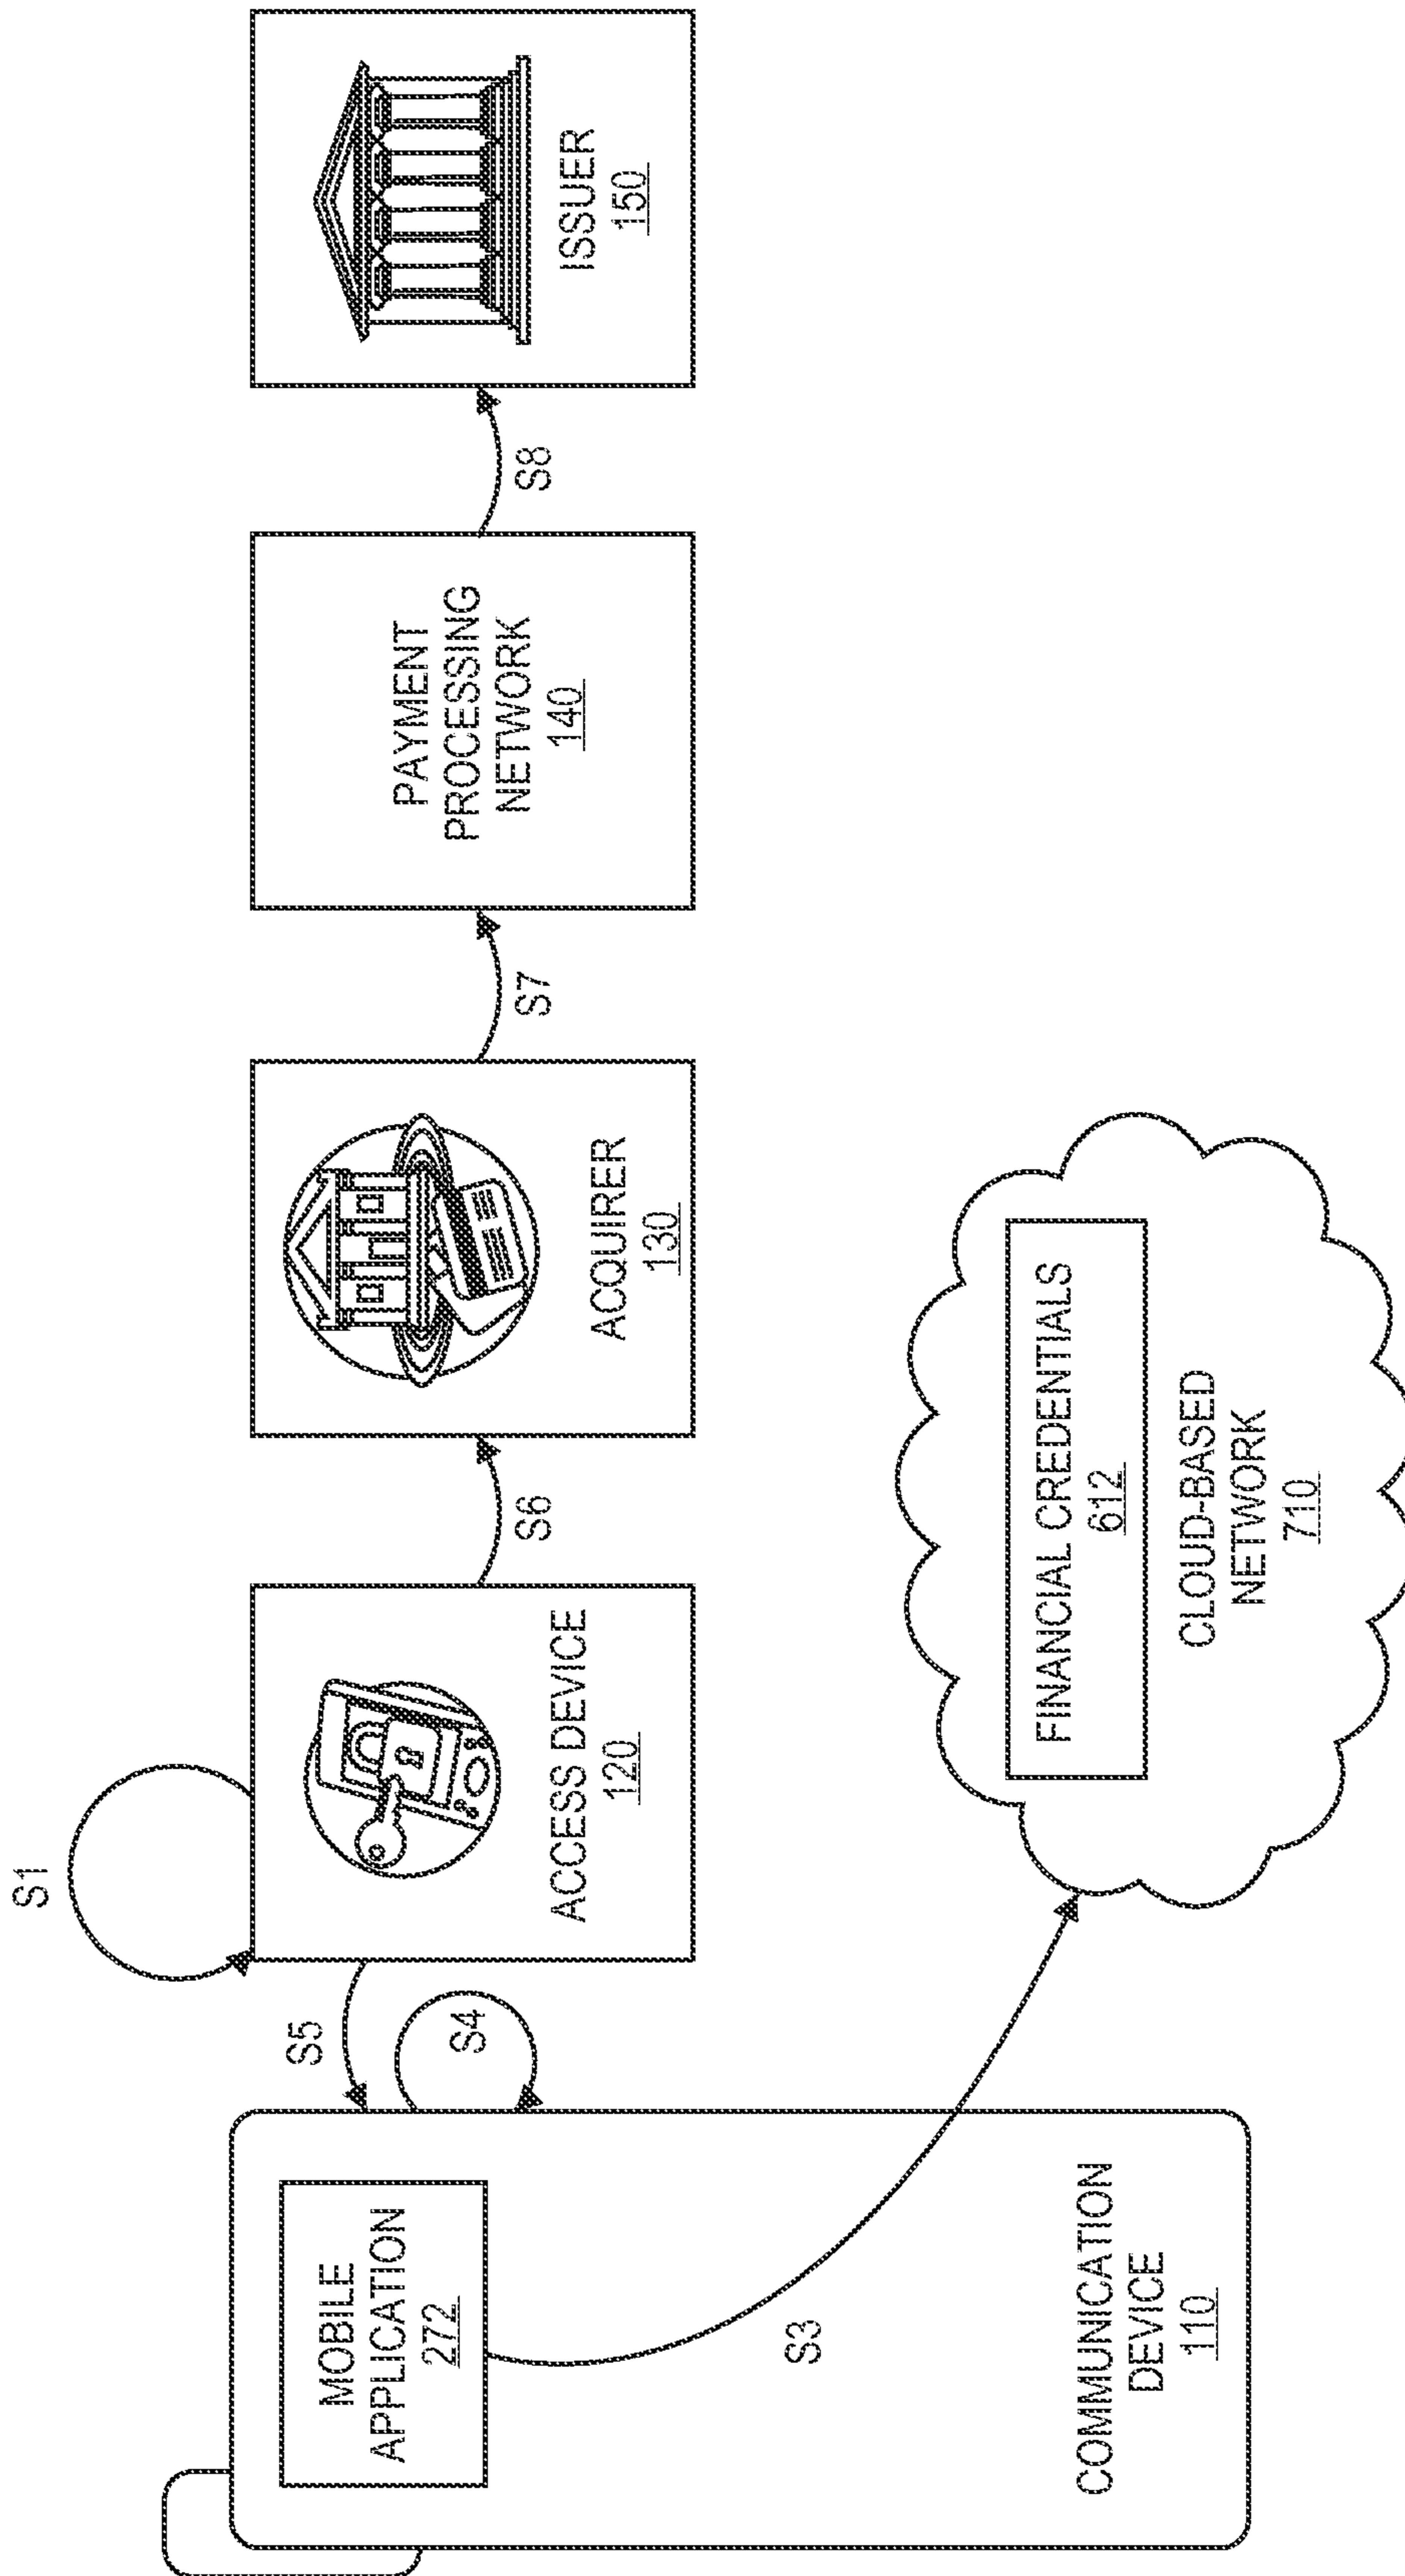 S1
MOBILE
APPLICATION
272
S5
S4
ACCESS DEVICE
120
S6
ACQUIRER
130
S7
PAYMENT
PROCESSING
NETWORK
140
S8
ISSUER
150
S3
COMMUNICATION
DEVICE
110
FINANCIAL CREDENTIALS
612
CLOUD-BASED
NETWORK
710